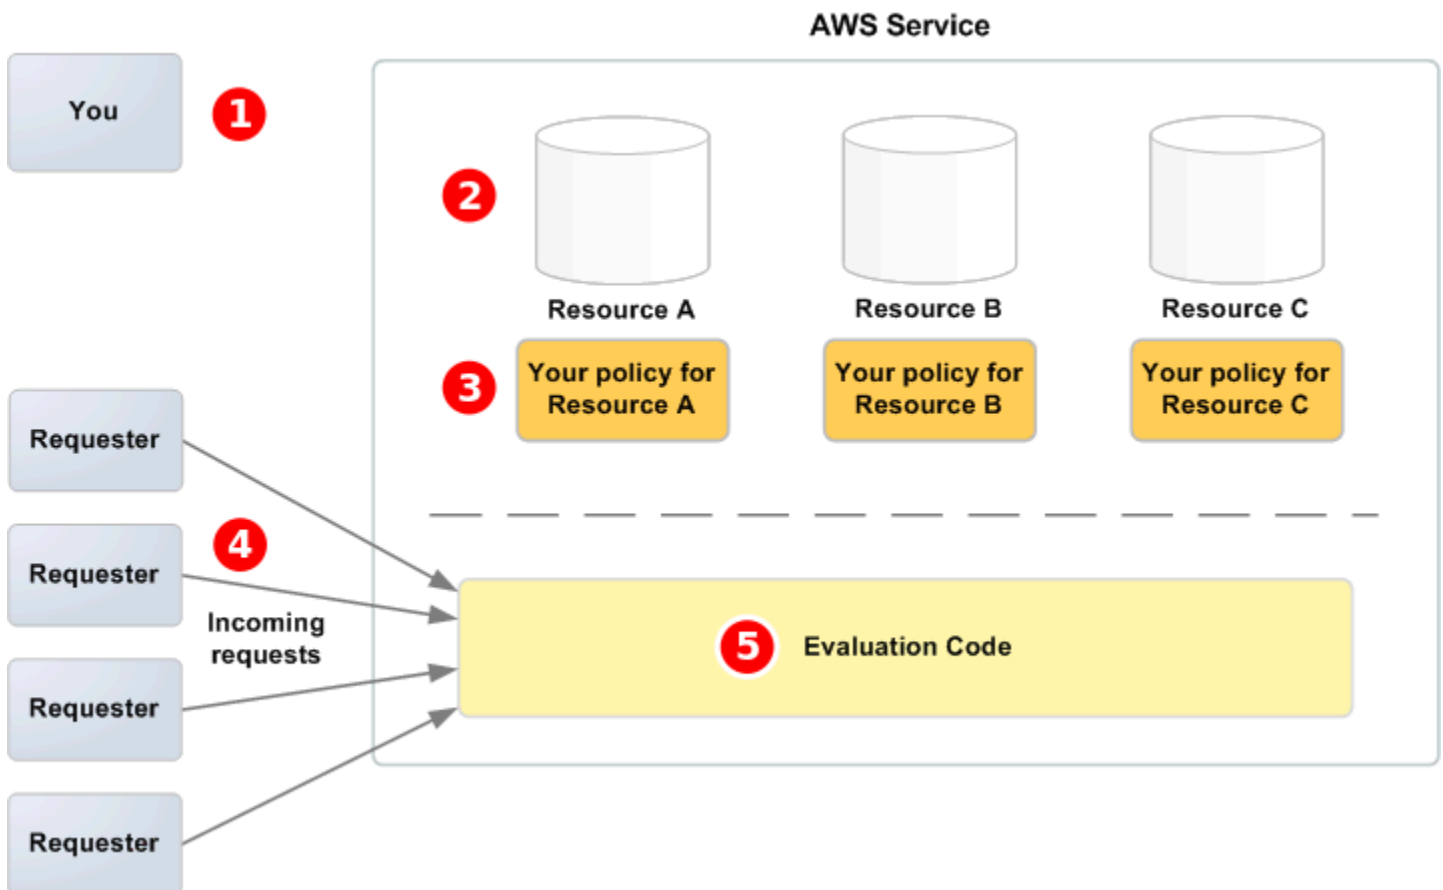 AWS Service
You
1
2
Resource A
Resource B
Resource C
3
Your policy for
Resource A
Your policy for
Resource B
Your policy for
Resource C
Requester
4
Requester
Incoming
requests
Requester
Requester
5
Evaluation Code